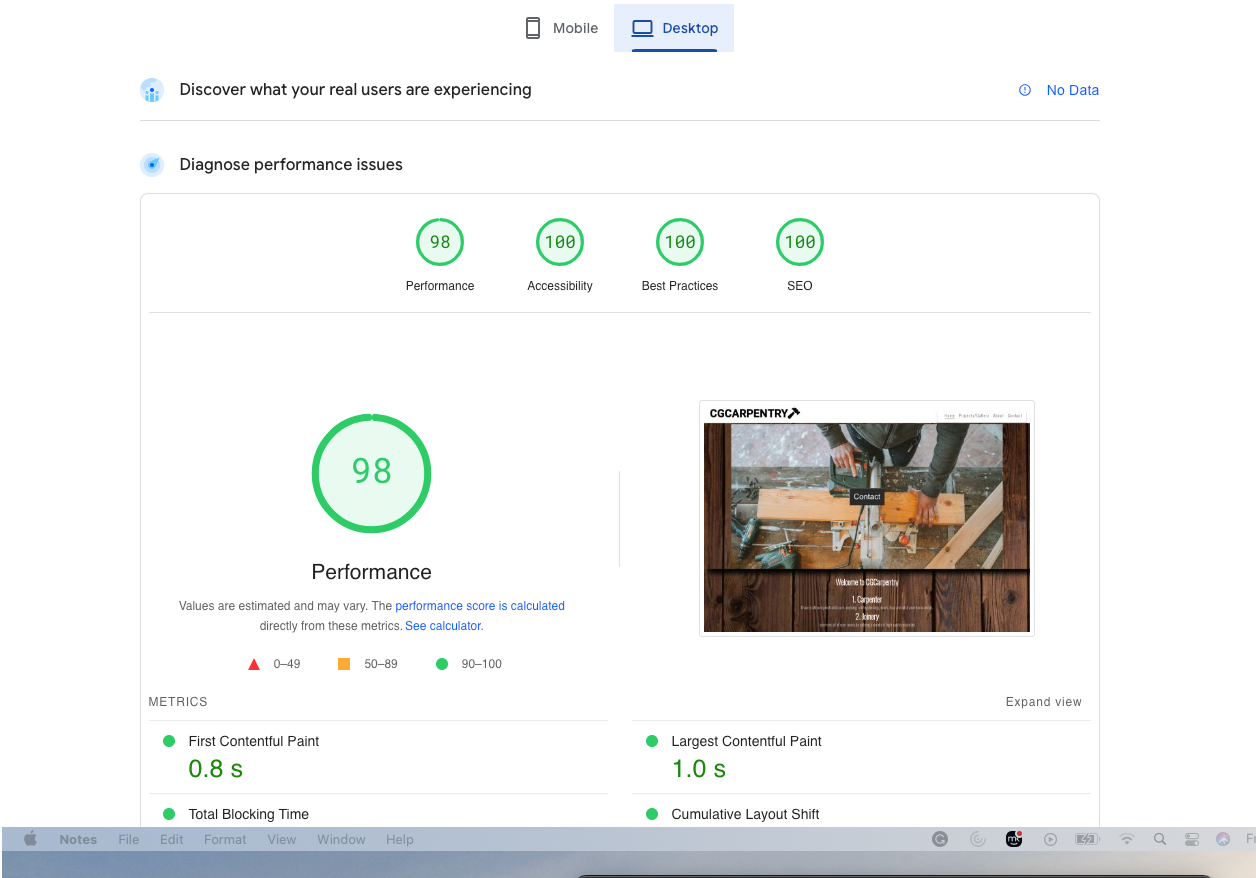 Mobile
Desktop
Discover what your real users are experiencing
No Data
Diagnose performance issues
98
100
100
100
Performance
Accessibility
Best Practices
SEO
98
Performance
Values are estimated and may vary. The performance score is calculated
directly from these metrics. See calculator.
0–49
50–89
90–100
CGCARPENTRY
Home
About
Contact
Contact
Welcome to CGCarpentry
1. Carpenter
2. Joinery
METRICS
Expand view
First Contentful Paint
0.8 s
Largest Contentful Paint
1.0 s
Total Blocking Time
Cumulative Layout Shift
Notes File Edit Format View Window Help